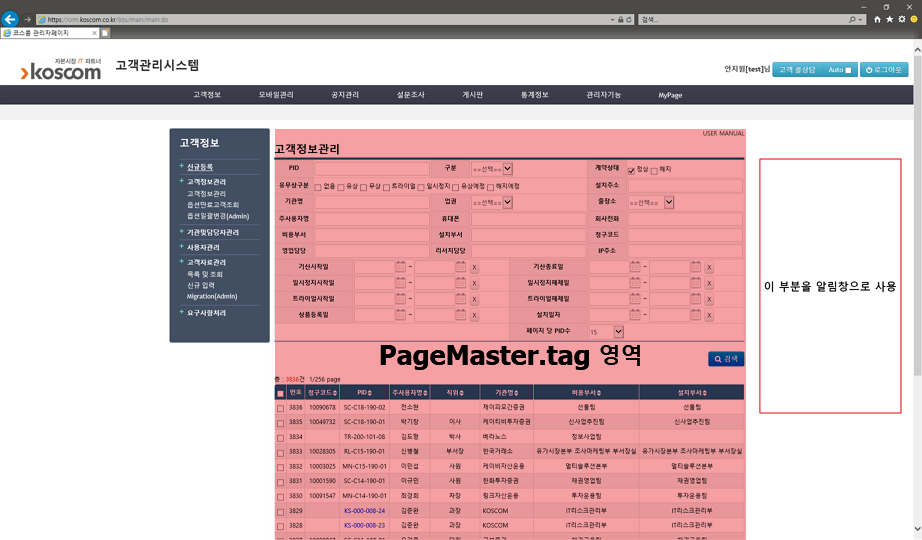 https://crm.koscom.co.kr/bos/main/main.do
검색...
코스콤 관리자페이지
자본시장 IT 파트너
koscom 고객관리시스템
안지원[test]님 고객 콜상담 Auto 로그아웃
고객정보 모바일관리 공지관리 설문조사 게시판 통계정보 관리자기능 MyPage
고객정보
+ 신규등록
+ 고객정보관리
고객정보관리
옵션만료고객조회
옵션일괄변경(Admin)
+ 기관및담당자관리
+ 사용자관리
+ 고객자료관리
목록 및 조회
신규 입력
Migration(Admin)
+ 요구사항처리
USER MANUAL
고객정보관리
PID 구분 ==선택== 계약상태 정상 해지
유무상구분 없음 유상 무상 트라이얼 일시정지 유상예정 해지예정 설치주소
기관명 업권 ==선택== 출장소 ==선택==
주사용자명 휴대폰 회사전화
비용부서 설치부서 청구코드
영업담당 리서치담당 IP주소
기산시작일 ~ X 기산종료일 ~ X
일시정지시작일 ~ X 일시정지해제일 ~ X
트라이얼시작일 ~ X 트라이얼해제일 ~ X
상품등록일 ~ X 설치일자 ~ X
페이지 당 PID수 15
PageMaster.tag 영역
검색
총 : 3836건 1/256 page
번호 청구코드 PID 주사용자명 직위 기관명 비용부서 설치부서
3836 10090678 SC-C18-190-02 전소현 제이피모간증권 선물팀 선물팀
3835 10049732 SC-C18-190-01 박기장 이사 케이티비투자증권 신사업추진팀 신사업추진팀
3834 TR-200-101-08 김도형 박사 베라노스 정보사업팀
3833 10028305 RL-C15-190-01 신병철 부서장 한국거래소 유가시장본부 조사마케팅부 부서장실 유가시장본부 조사마케팅부 부서장실
3832 10003025 MN-C15-190-01 이민섭 사원 케이비자산운용 멀티솔루션본부 멀티솔루션본부
3831 10001590 SC-C14-190-01 이규민 사원 한화투자증권 채권영업팀 채권영업팀
3830 10091547 MN-C14-190-01 최경희 차장 링크자산운용 투자운용팀 투자운용팀
3829 KS-000-008-24 김준완 과장 KOSCOM IT리스크관리부 IT리스크관리부
3828 KS-000-008-23 김준완 과장 KOSCOM IT리스크관리부 IT리스크관리부
이 부분을 알림창으로 사용